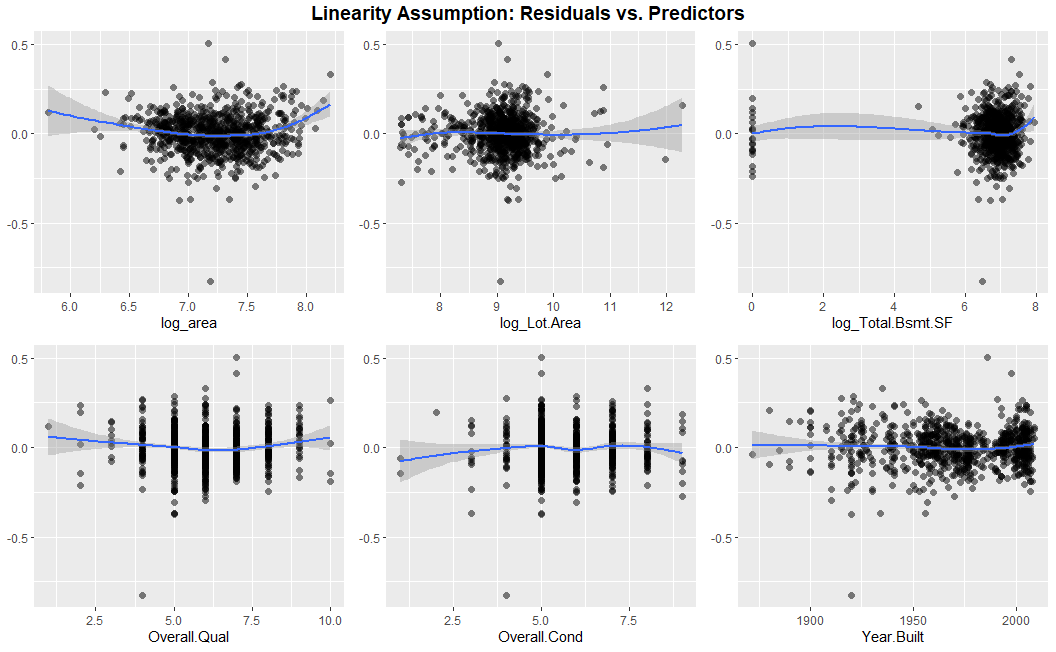 Linearity Assumption: Residuals vs. Predictors
0.5
0.0
-0.5
6.0 6.5 7.0 7.5 8.0
log_area
0.5
0.0
-0.5
8 9 10 11 12
log_Lot.Area
0.5
0.0
-0.5
0 2 4 6 8
log_Total.Bsmt.SF
0.5
0.0
-0.5
2.5 5.0 7.5 10.0
Overall.Qual
0.5
0.0
-0.5
2.5 5.0 7.5
Overall.Cond
0.5
0.0
-0.5
1900 1950 2000
Year.Built